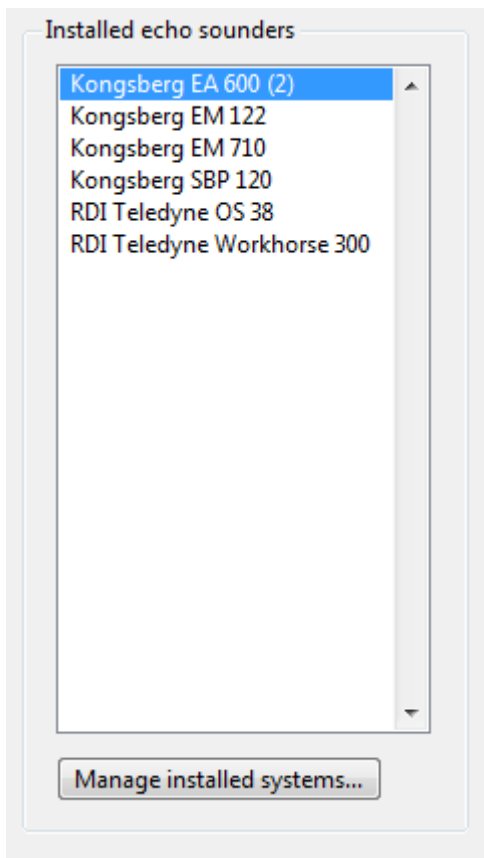 Installed echo sounders
Kongsberg EA 600 (2)
Kongsberg EM 122
Kongsberg EM 710
Kongsberg SBP 120
RDI Teledyne OS 38
RDI Teledyne Workhorse 300
Manage installed systems...